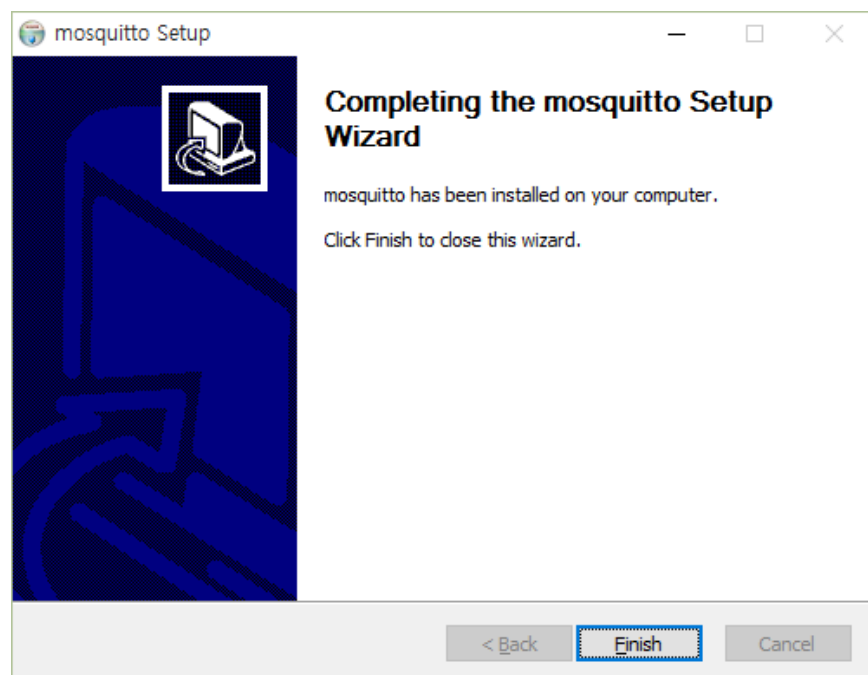 mosquitto Setup
Completing the mosquitto Setup
Wizard
mosquitto has been installed on your computer.
Click Finish to close this wizard.
< Back
Finish
Cancel